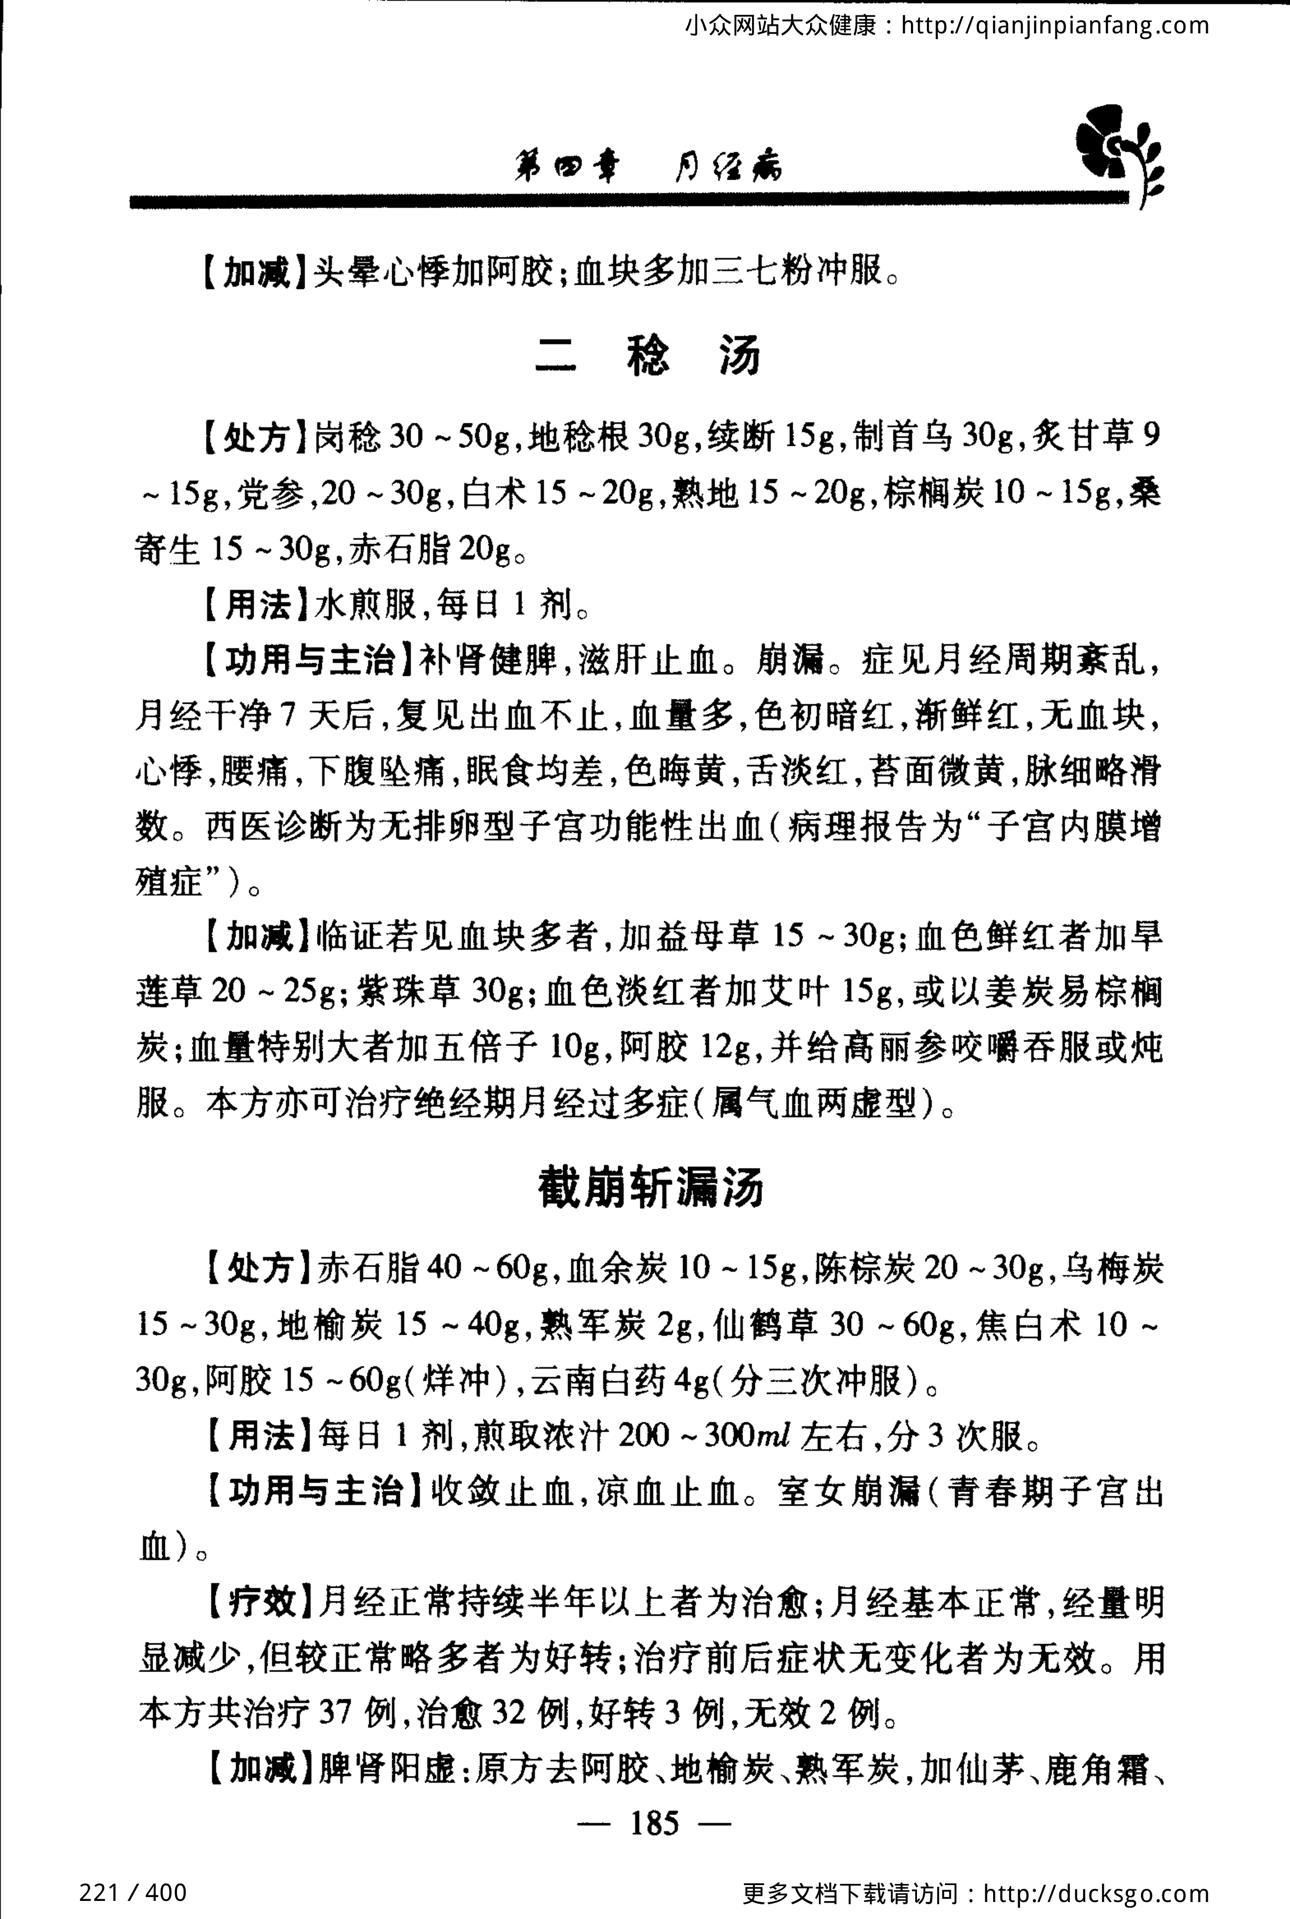 小众网站大众健康：http://qianjinpianfang.com
第四章 月经病
【加减】头晕心悸加阿胶；血块多加三七粉冲服。
二 稔 汤
【处方】岗稔 30 ~ 50g,地稔根 30g,续断 15g,制首乌 30g,炙甘草 9
~ 15g,党参,20 ~ 30g,白术 15 ~ 20g,熟地 15 ~ 20g,棕榈炭 10 ~ 15g,桑
寄生 15 ~ 30g,赤石脂 20g。
【用法】水煎服,每日 1 剂。
【功用与主治】补肾健脾,滋肝止血。崩漏。症见月经周期紊乱,
月经干净 7 天后,复见出血不止,血量多,色初暗红,渐鲜红,无血块,
心悸,腰痛,下腹坠痛,眠食均差,色晦黄,舌淡红,苔面微黄,脉细略滑
数。西医诊断为无排卵型子宫功能性出血(病理报告为“子宫内膜增
殖症”)。
【加减】临证若见血块多者,加益母草 15 ~ 30g;血色鲜红者加旱
莲草 20 ~ 25g;紫珠草 30g;血色淡红者加艾叶 15g,或以姜炭易棕榈
炭;血量特别大者加五倍子 10g,阿胶 12g,并给高丽参咬嚼吞服或炖
服。本方亦可治疗绝经期月经过多症(属气血两虚型)。
截崩斩漏汤
【处方】赤石脂 40 ~ 60g,血余炭 10 ~ 15g,陈棕炭 20 ~ 30g,乌梅炭
15 ~ 30g,地榆炭 15 ~ 40g,熟军炭 2g,仙鹤草 30 ~ 60g,焦白术 10 ~
30g,阿胶 15 ~ 60g(烊冲),云南白药 4g(分三次冲服)。
【用法】每日 1 剂,煎取浓汁 200 ~ 300ml 左右,分 3 次服。
【功用与主治】收敛止血,凉血止血。室女崩漏(青春期子宫出
血)。
【疗效】月经正常持续半年以上者为治愈;月经基本正常,经量明
显减少,但较正常略多者为好转;治疗前后症状无变化者为无效。用
本方共治疗 37 例,治愈 32 例,好转 3 例,无效 2 例。
【加减】脾肾阳虚:原方去阿胶、地榆炭、熟军炭,加仙茅、鹿角霜、
— 185 —
221 / 400
更多文档下载请访问：http://ducksgo.com